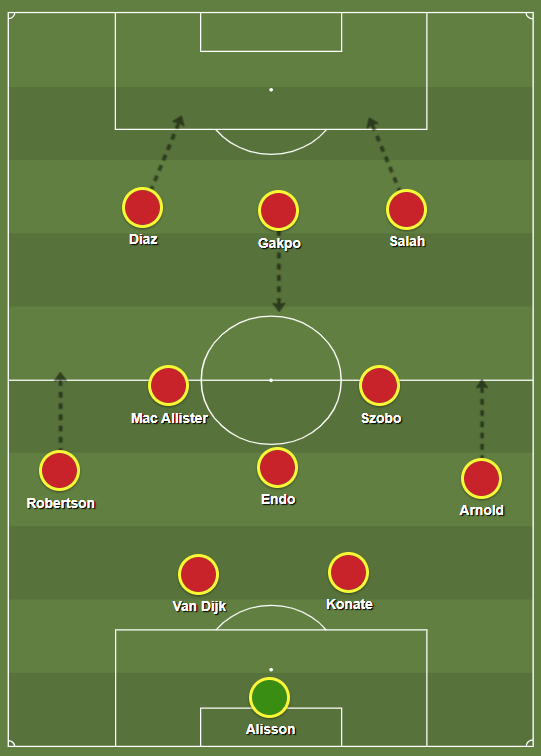 Diaz
Gakpo
Salah
Mac Allister
Szobo
Robertson
Endo
Arnold
Van Dijk
Konate
Alisson